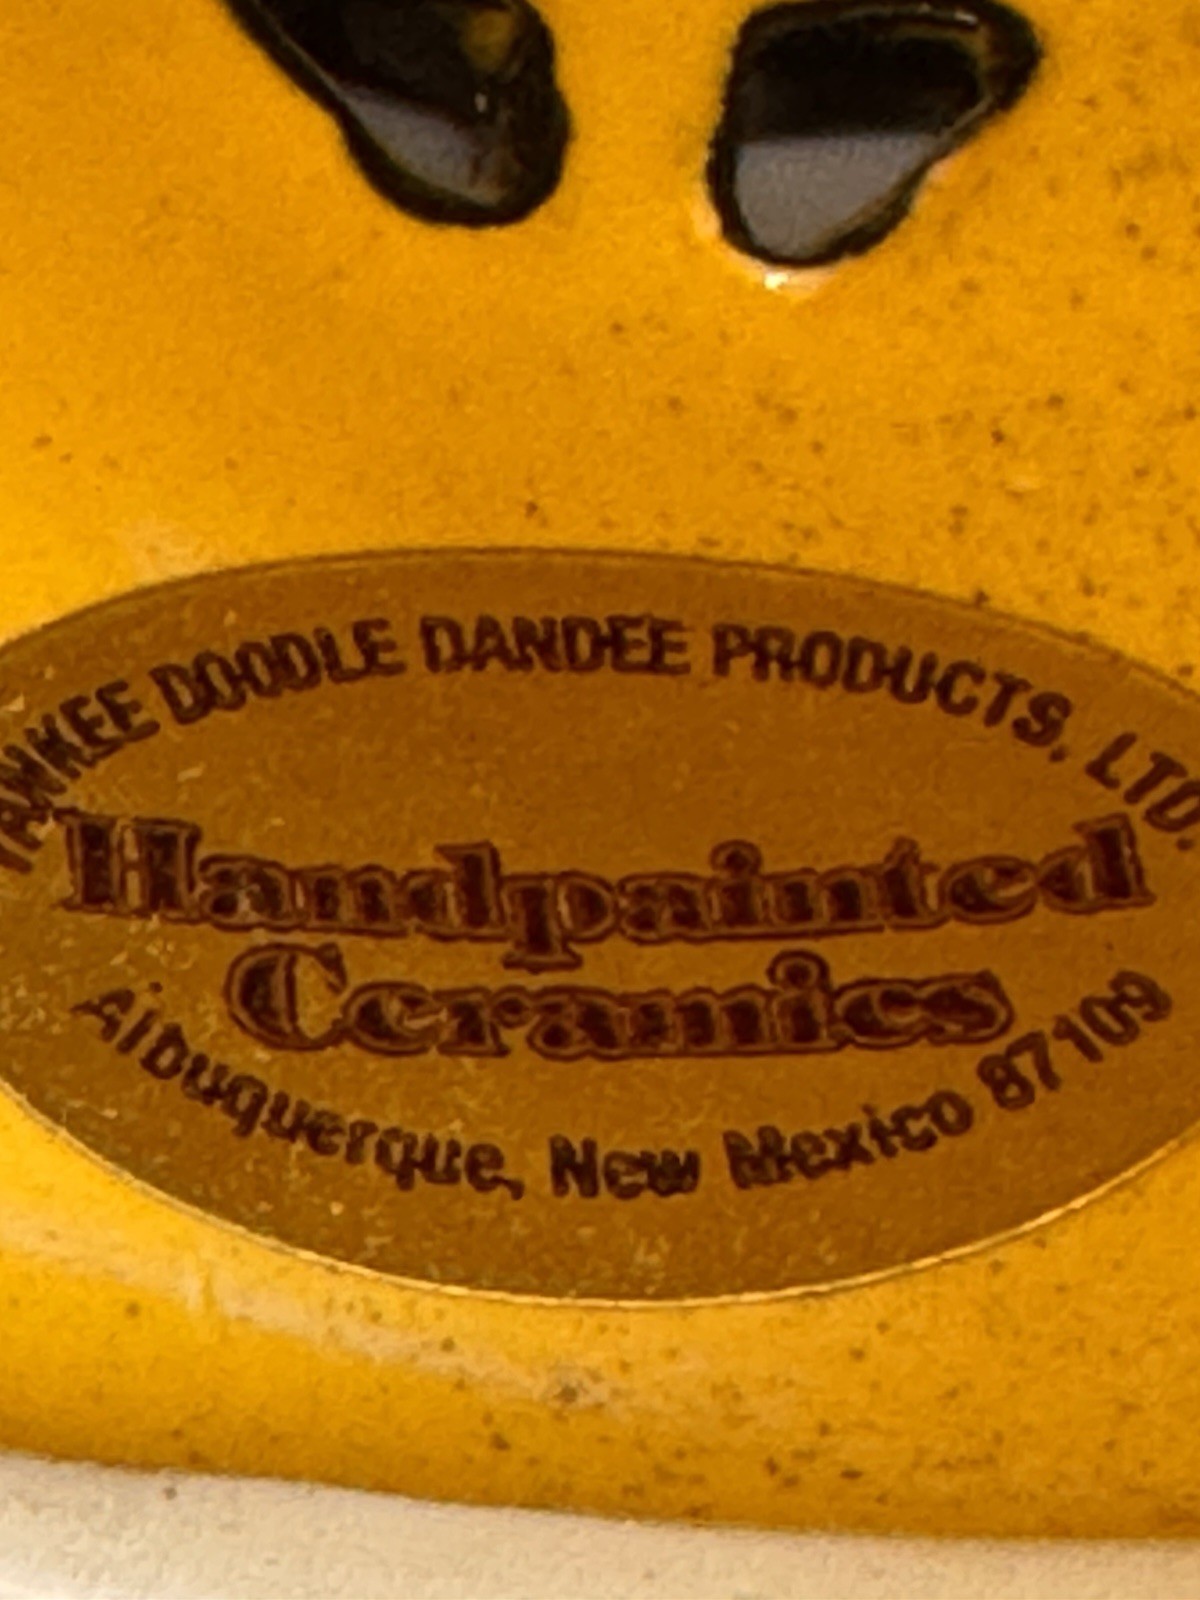 YANKEE DOODLE DANDEE PRODUCTS, LTD.
Handpainted
Ceramics
Albuquerque, New Mexico 87109